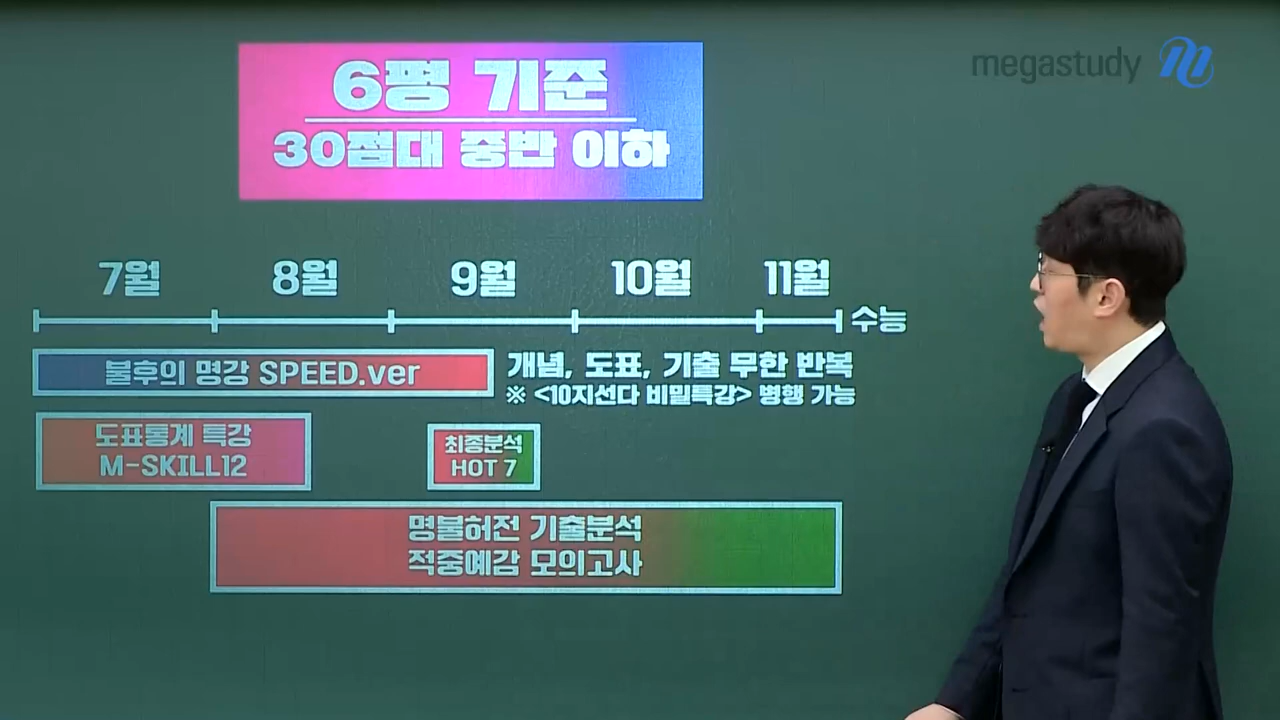 megastudy
6평 기준
30점대 중반 이하
7월 8월 9월 10월 11월
수능
불후의 명강 SPEED.ver
개념, 도표, 기출 무한 반복
※ <10지선다 비밀특강> 병행 가능
도표통계 특강
M-SKILL12
최종분석
HOT 7
명불허전 기출분석
적중예감 모의고사